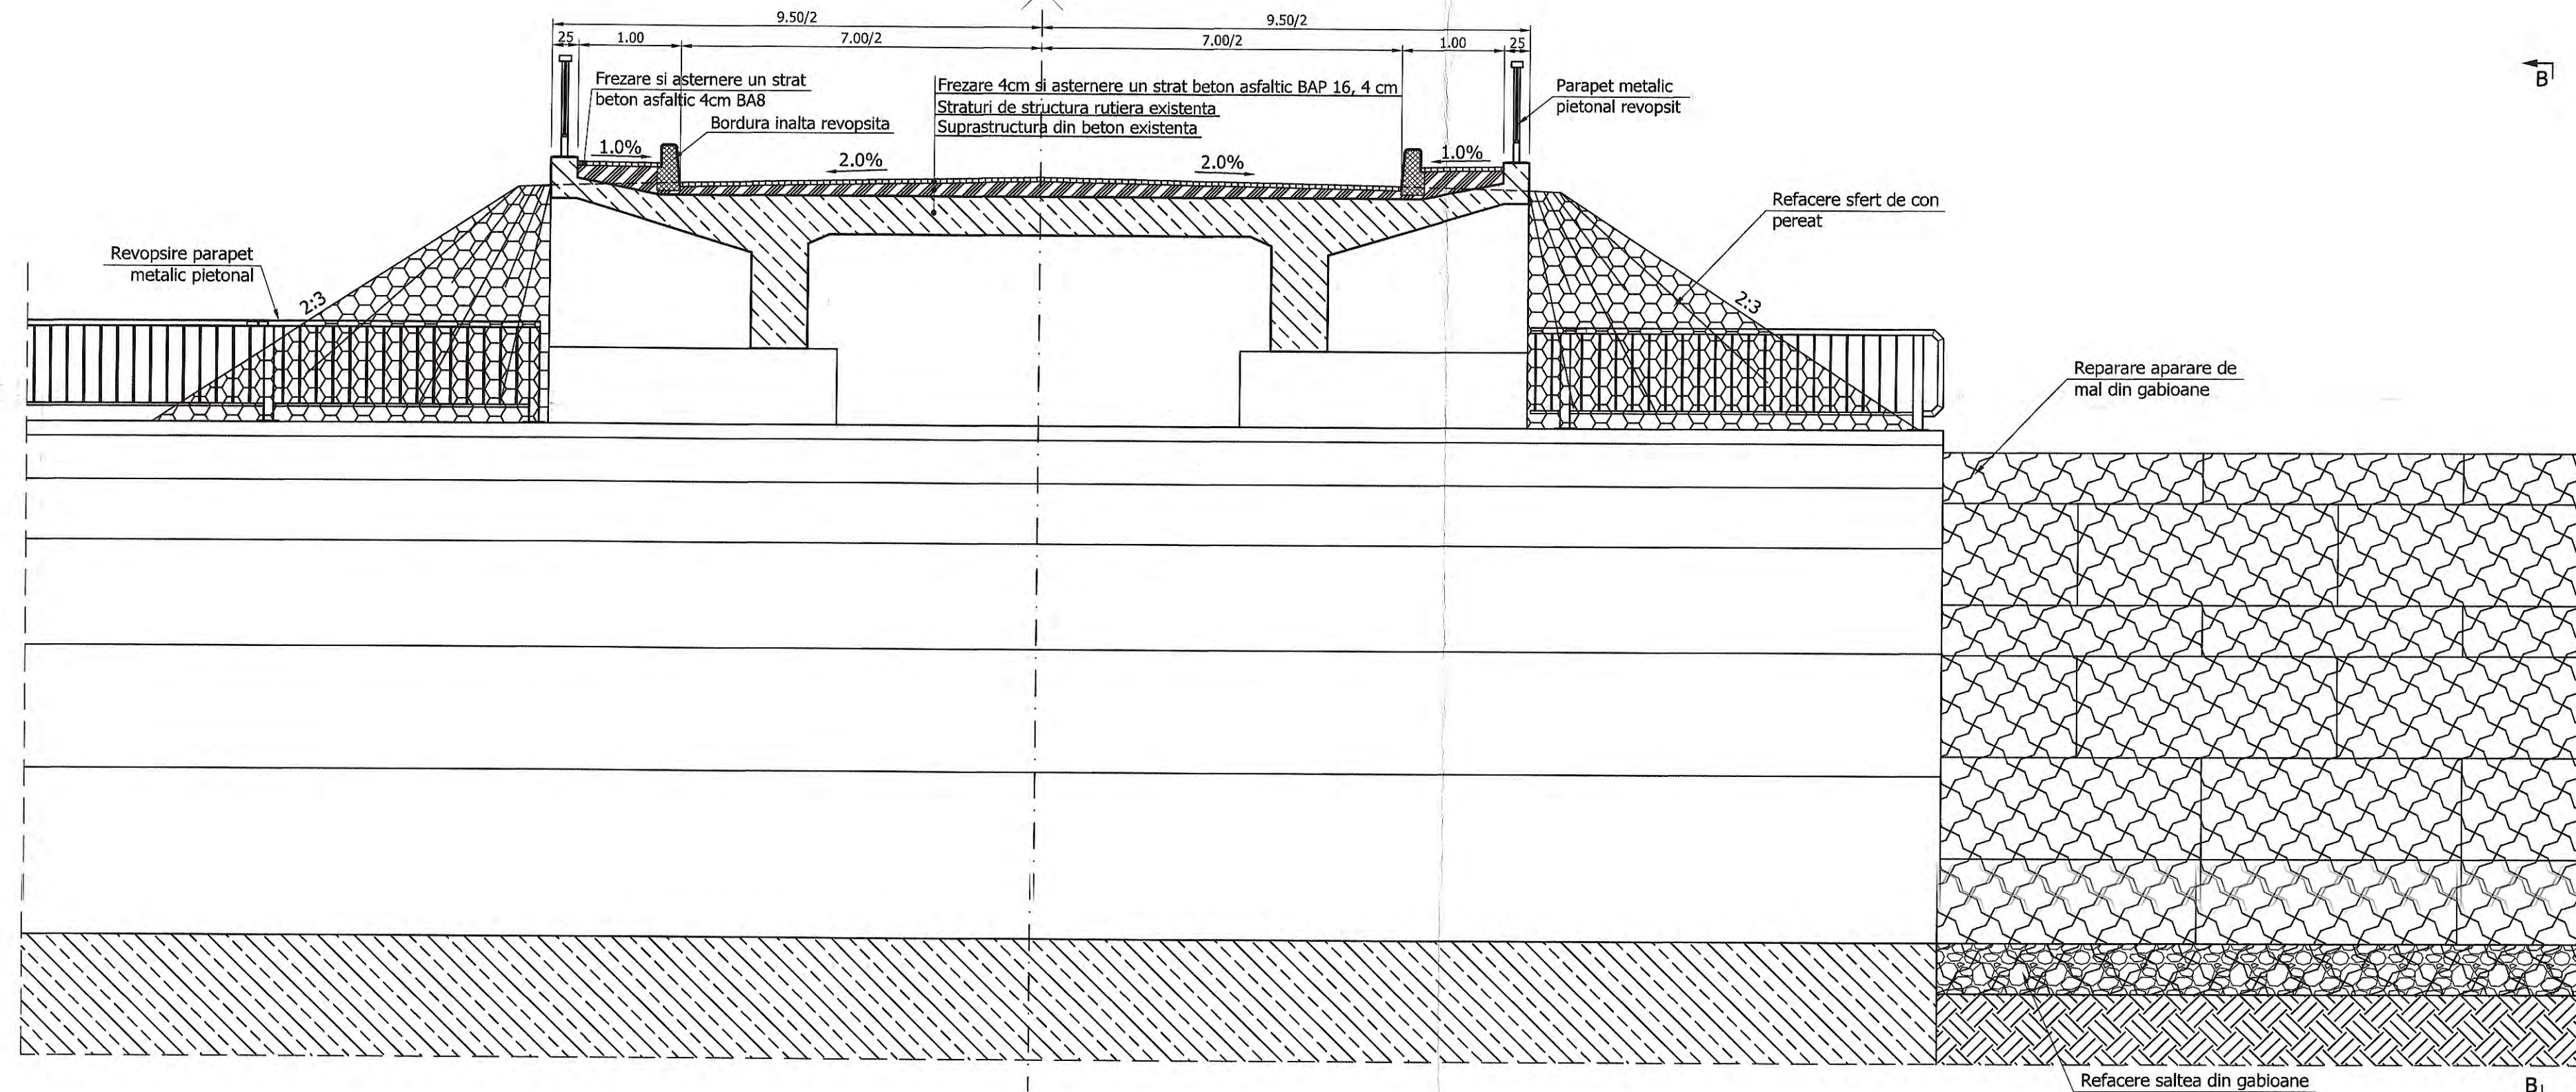 9.50/2
9.50/2
25
1.00
7.00/2
7.00/2
1.00
25
Frezare si asternere un strat
beton asfaltic 4cm BA8
Bordura inalta revopsita
Frezare 4cm si asternere un strat beton asfaltic BAP 16, 4 cm
Straturi de structura rutiera existenta
Suprastructura din beton existenta
Parapet metalic
pietonal revopsit
B
1.0%
2.0%
2.0%
1.0%
Refacere sfert de con
pereat
Revopsire parapet
metalic pietonal
2:3
2:3
Reparare aparare de
mal din gabioane
Refacere saltea din gabioane
B